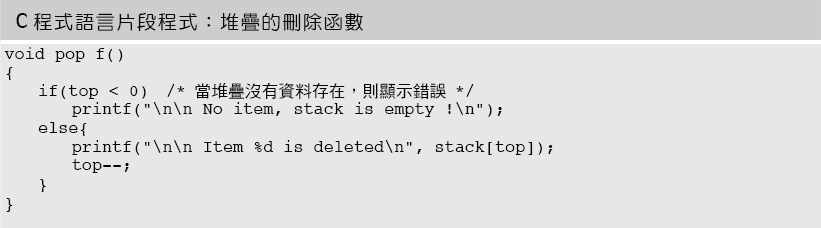 C 程式語言片段程式：堆疊的刪除函數
void pop f()
{
    if(top < 0)  /* 當堆疊沒有資料存在，則顯示錯誤 */
        printf("\n\n No item, stack is empty !\n");
    else{
        printf("\n\n Item %d is deleted\n", stack[top]);
        top--;
    }
}